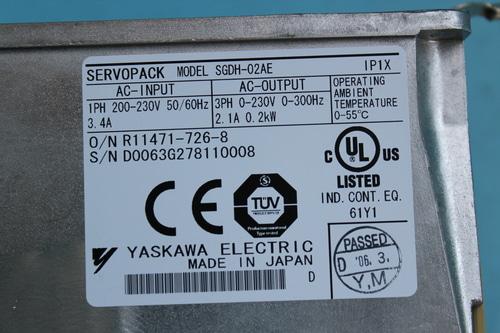 SERVOPACK MODEL SGDH-02AE IP1X
AC-INPUT
1PH 200-230V 50/60Hz
3.4A
AC-OUTPUT
3PH 0-230V 0-300Hz
2.1A 0.2kW
OPERATING
AMBIENT
TEMPERATURE
0-55°C
O/N R11471-726-8
S/N D0063G278110008
C UL US
LISTED
IND. CONT. EQ.
61Y1
CE
TÜV
YASKAWA ELECTRIC
MADE IN JAPAN
D
PASSED
D '06. 3.
Y,M